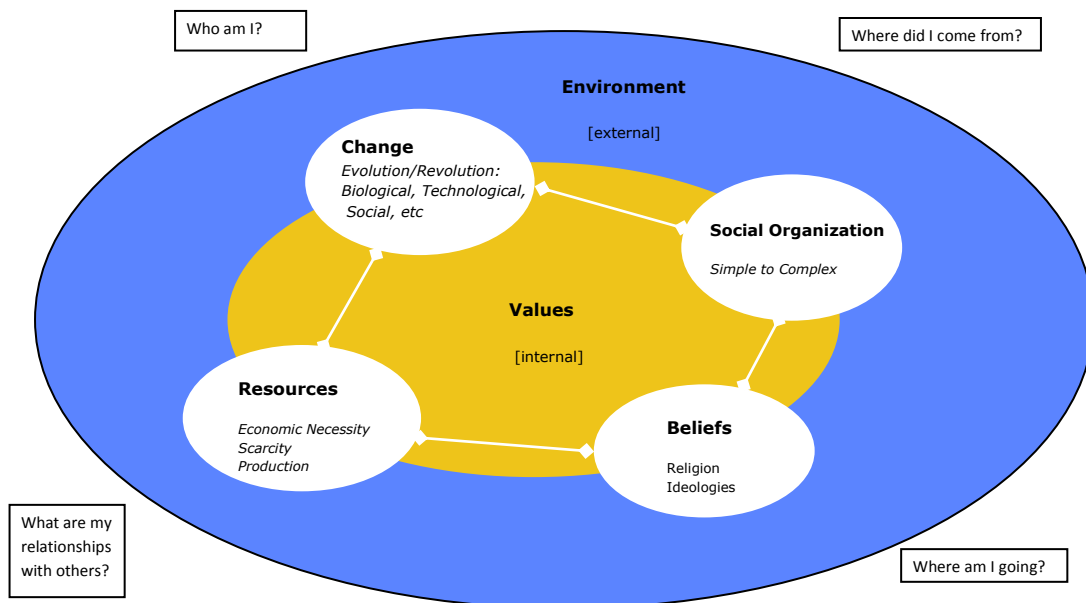 Who am I?
Where did I come from?
Environment
[external]
Change
Evolution/Revolution:
Biological, Technological,
Social, etc
Social Organization
Simple to Complex
Values
[internal]
Resources
Economic Necessity
Scarcity
Production
Beliefs
Religion
Ideologies
What are my
relationships
with others?
Where am I going?